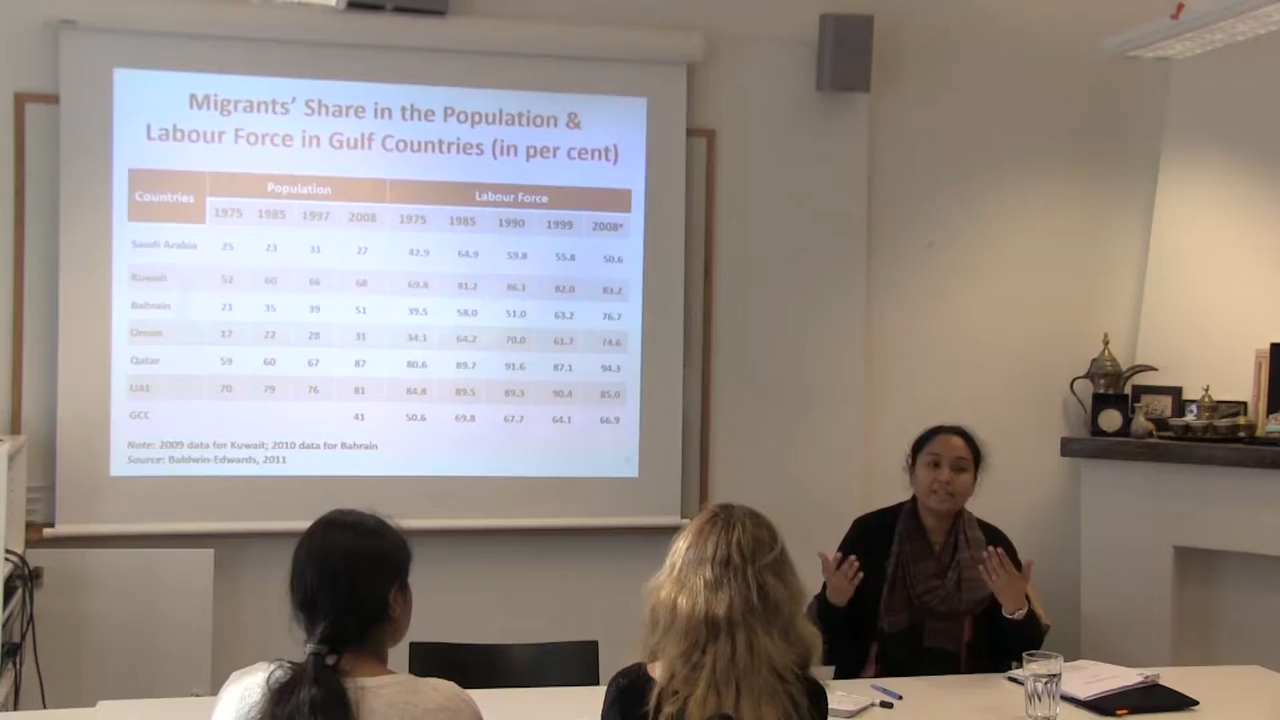 Migrants' Share in the Population &
Labour Force in Gulf Countries (in per cent)
Countries Population Labour Force
1975 1985 1997 2008 1975 1985 1990 1999 2008*
Saudi Arabia 25 23 31 27 42.9 64.9 59.8 55.8 50.6
Kuwait 52 60 66 68 69.8 81.2 86.1 82.0 83.2
Bahrain 21 35 39 51 39.5 58.0 51.0 63.2 76.7
Oman 17 22 28 31 34.1 64.2 70.0 61.7 74.6
Qatar 59 60 67 87 80.6 89.7 91.6 87.1 94.3
UAE 70 79 76 81 84.8 89.5 89.3 90.4 85.0
GCC 41 50.6 69.8 67.7 64.1 66.9
Note: 2009 data for Kuwait; 2010 data for Bahrain
Source: Baldwin-Edwards, 2011